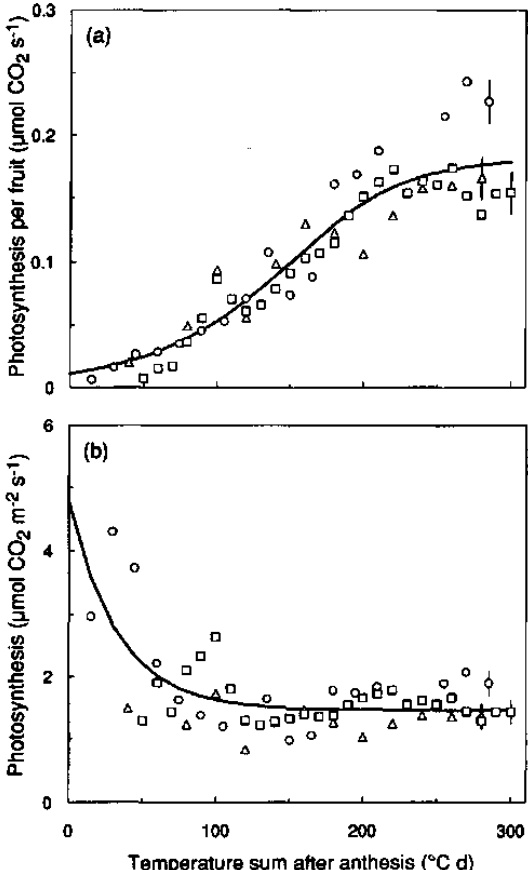 (a)
Photosynthesis per fruit (µmol CO₂ s⁻¹)
0.3
0.2
0.1
0
(b)
Photosynthesis (µmol CO₂ m⁻² s⁻¹)
6
4
2
0
0 100 200 300
Temperature sum after anthesis (°C d)